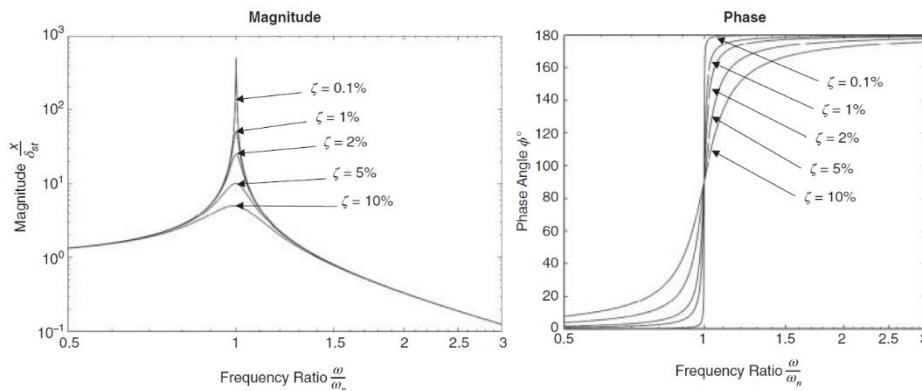 Magnitude
10³
10²
10¹
10⁰
10⁻¹
Magnitude X/δst
ζ = 0.1%
ζ = 1%
ζ = 2%
ζ = 5%
ζ = 10%
0.5
1
1.5
2
2.5
3
Frequency Ratio ω/ωn
Phase
180
160
140
120
100
80
60
40
20
0
Phase Angle ϕ°
ζ = 0.1%
ζ = 1%
ζ = 2%
ζ = 5%
ζ = 10%
0.5
1
1.5
2
2.5
3
Frequency Ratio ω/ωn